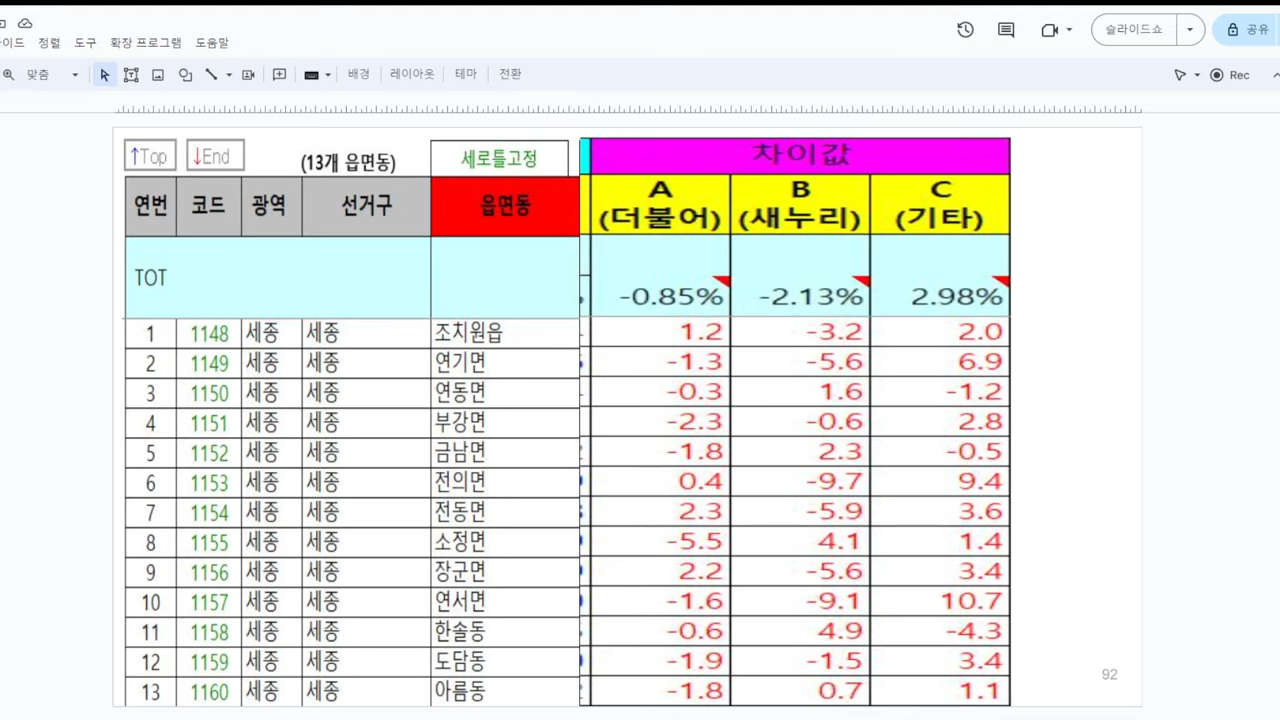 이드 정렬 도구 확장 프로그램 도움말
슬라이드쇼
공유
맞춤
배경 레이아웃 테마 전환
Rec
↑Top ↓End (13개 읍면동) 세로틀고정 차이값
연번 코드 광역 선거구 읍면동 A (더불어) B (새누리) C (기타)
TOT -0.85% -2.13% 2.98%
1 1148 세종 세종 조치원읍 1.2 -3.2 2.0
2 1149 세종 세종 연기면 -1.3 -5.6 6.9
3 1150 세종 세종 연동면 -0.3 1.6 -1.2
4 1151 세종 세종 부강면 -2.3 -0.6 2.8
5 1152 세종 세종 금남면 -1.8 2.3 -0.5
6 1153 세종 세종 전의면 0.4 -9.7 9.4
7 1154 세종 세종 전동면 2.3 -5.9 3.6
8 1155 세종 세종 소정면 -5.5 4.1 1.4
9 1156 세종 세종 장군면 2.2 -5.6 3.4
10 1157 세종 세종 연서면 -1.6 -9.1 10.7
11 1158 세종 세종 한솔동 -0.6 4.9 -4.3
12 1159 세종 세종 도담동 -1.9 -1.5 3.4
13 1160 세종 세종 아름동 -1.8 0.7 1.1
92